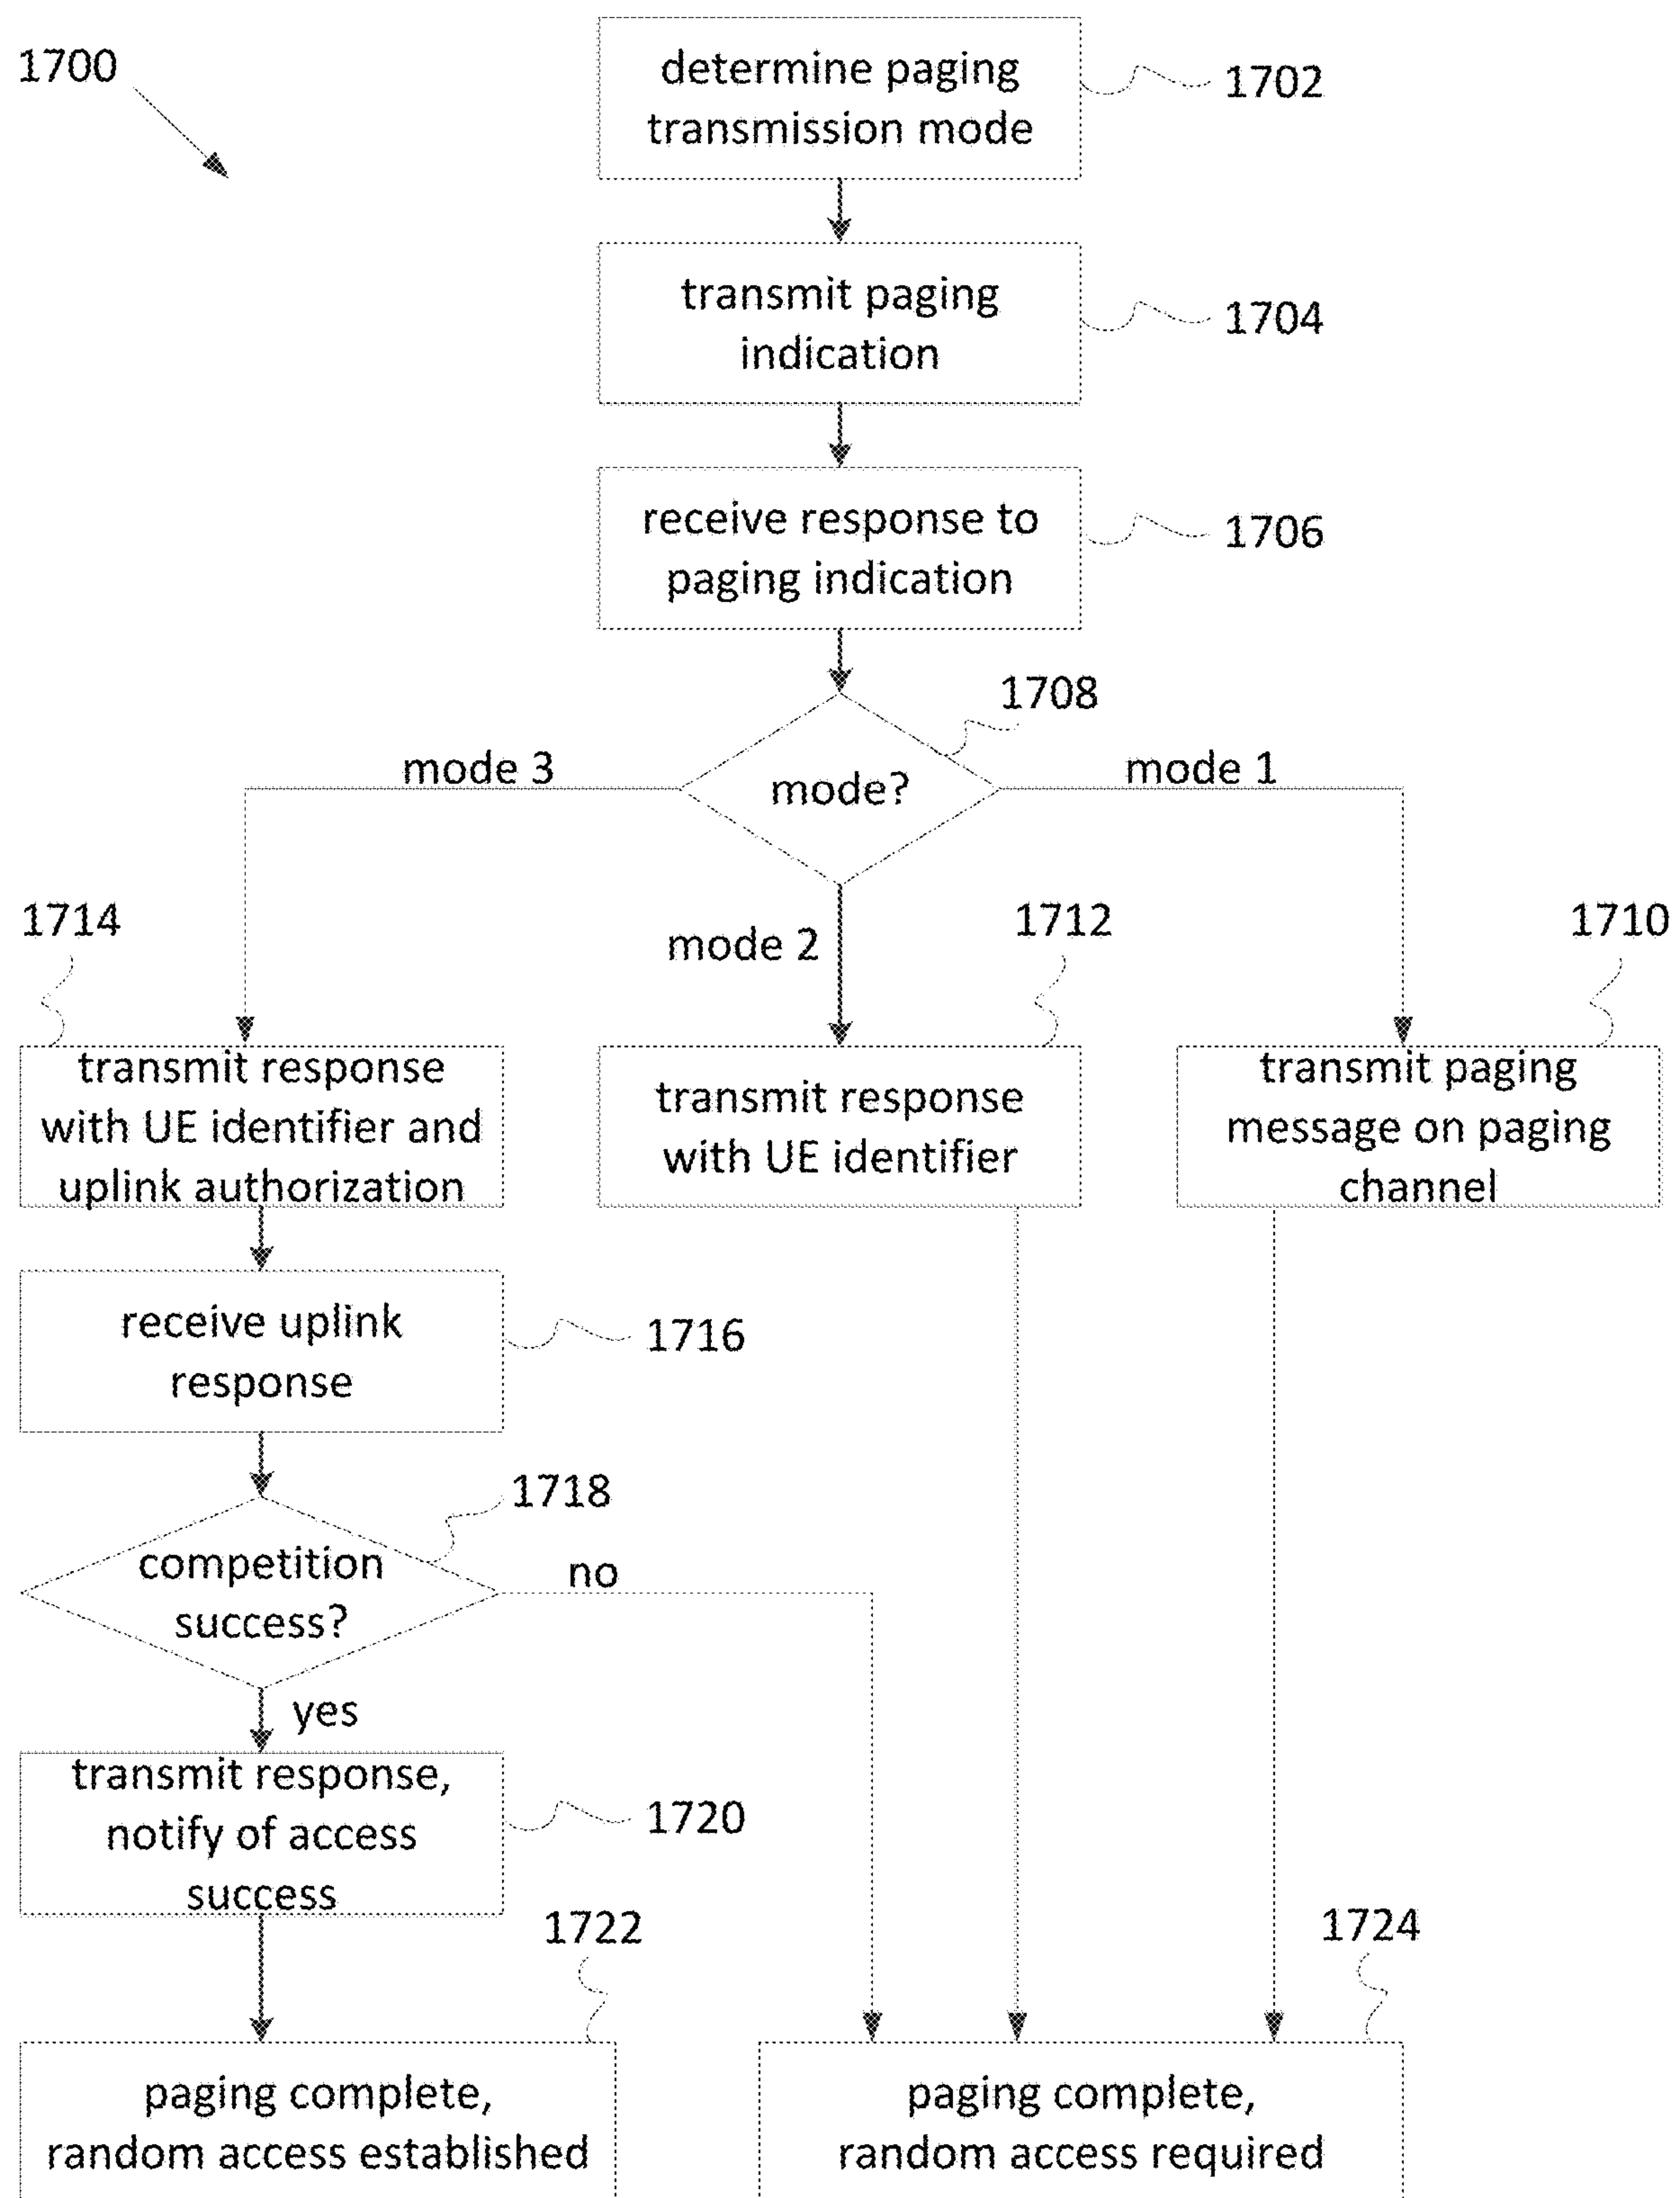 1700
determine paging
transmission mode
1702
transmit paging
indication
1704
receive response to
paging indication
1706
1708
mode 3
mode?
mode 1
1714
mode 2
1712
1710
transmit response
with UE identifier and
uplink authorization
transmit response
with UE identifier
transmit paging
message on paging
channel
receive uplink
response
1716
1718
competition
success?
no
yes
transmit response,
notify of access
success
1720
1722
1724
paging complete,
random access established
paging complete,
random access required